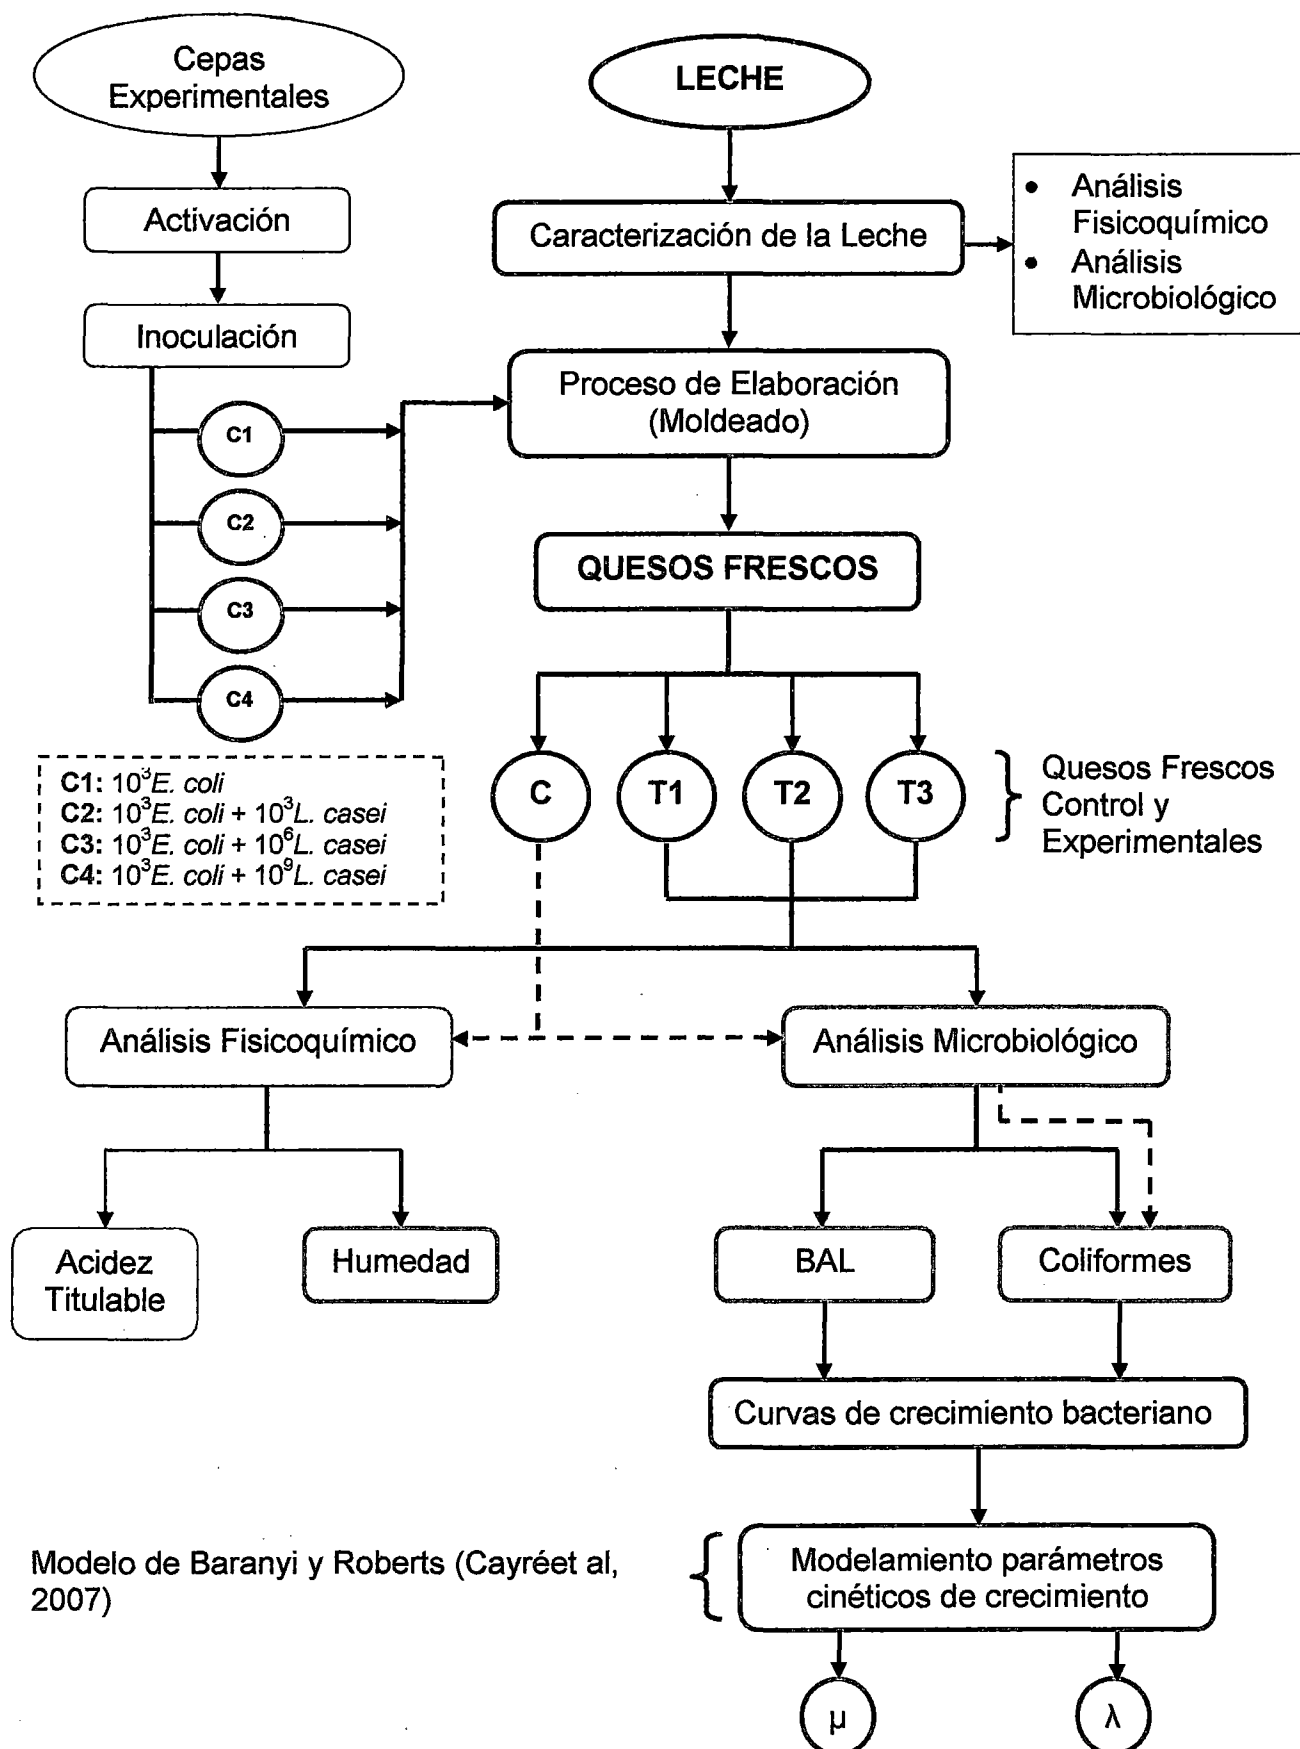 Cepas
Experimentales
Activación
Inoculación
C1
C2
C3
C4
C1: 10³E. coli
C2: 10³E. coli + 10³L. casei
C3: 10³E. coli + 10⁶L. casei
C4: 10³E. coli + 10⁹L. casei
LECHE
Caracterización de la Leche
• Análisis
Fisicoquímico
• Análisis
Microbiológico
Proceso de Elaboración
(Moldeado)
QUESOS FRESCOS
C
T1
T2
T3
Quesos Frescos
Control y
Experimentales
Análisis Fisicoquímico
Análisis Microbiológico
Acidez
Titulable
Humedad
BAL
Coliformes
Curvas de crecimiento bacteriano
Modelo de Baranyi y Roberts (Cayréet al,
2007)
Modelamiento parámetros
cinéticos de crecimiento
μ
λ